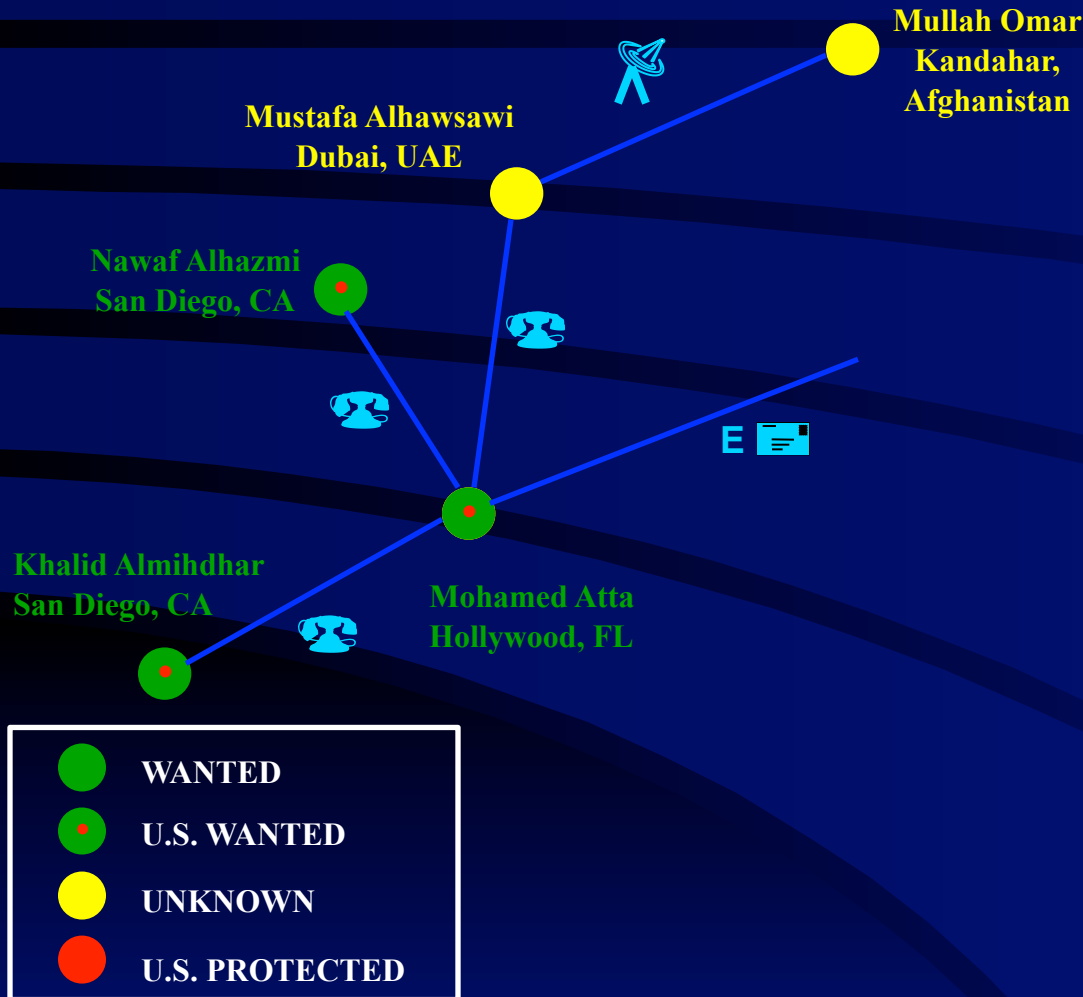 Mullah Omar
Kandahar,
Afghanistan
Mustafa Alhawsawi
Dubai, UAE
Nawaf Alhazmi
San Diego, CA
E
Khalid Almihdhar
San Diego, CA
Mohamed Atta
Hollywood, FL
WANTED
U.S. WANTED
UNKNOWN
U.S. PROTECTED